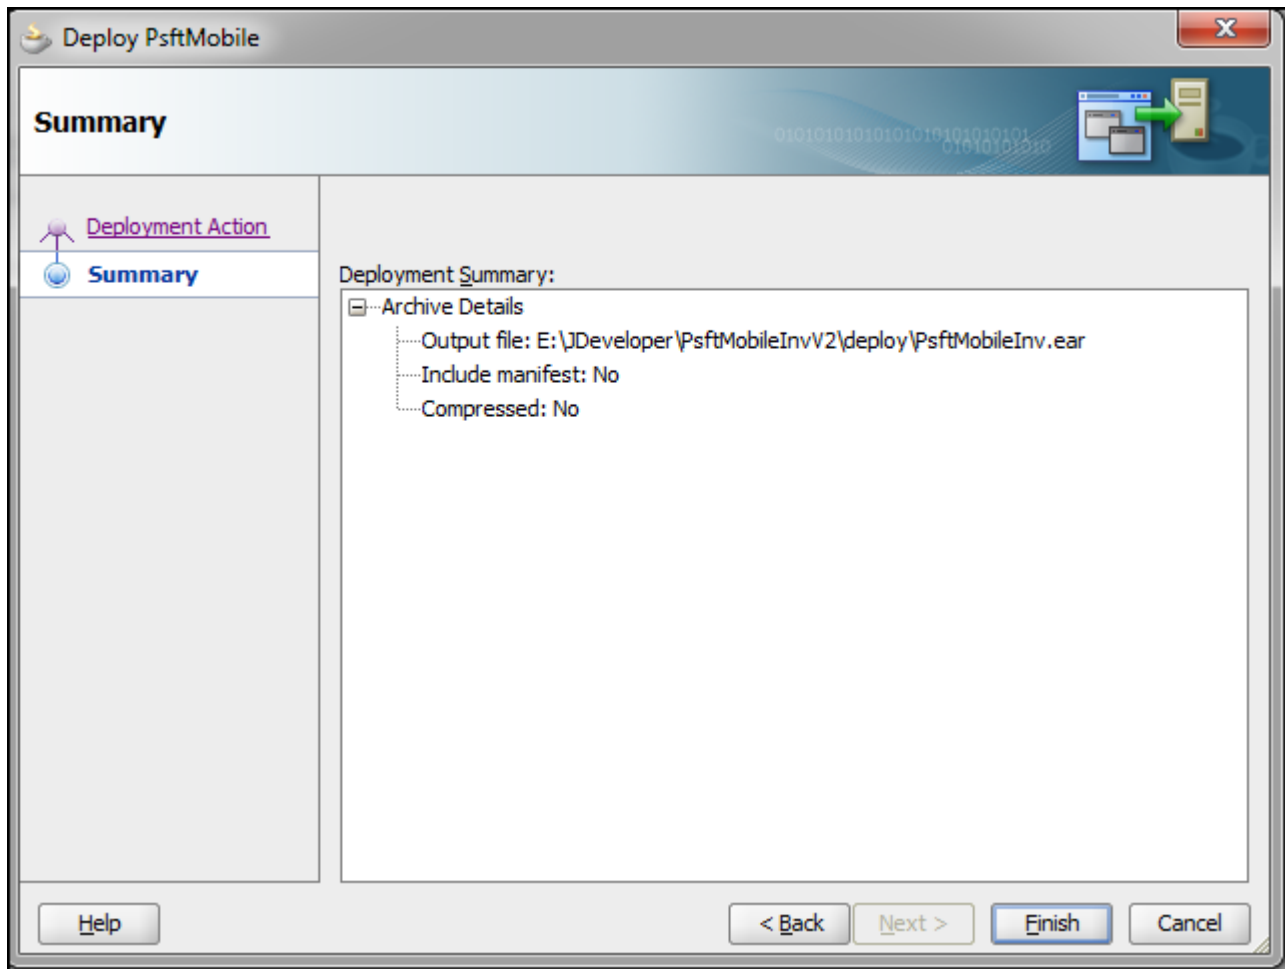 Deploy PsftMobile
Summary
Deployment Action
Summary
Deployment Summary:
Archive Details
Output file: E:\JDeveloper\PsftMobileInvV2\deploy\PsftMobileInv.ear
Include manifest: No
Compressed: No
Help
< Back
Next >
Finish
Cancel